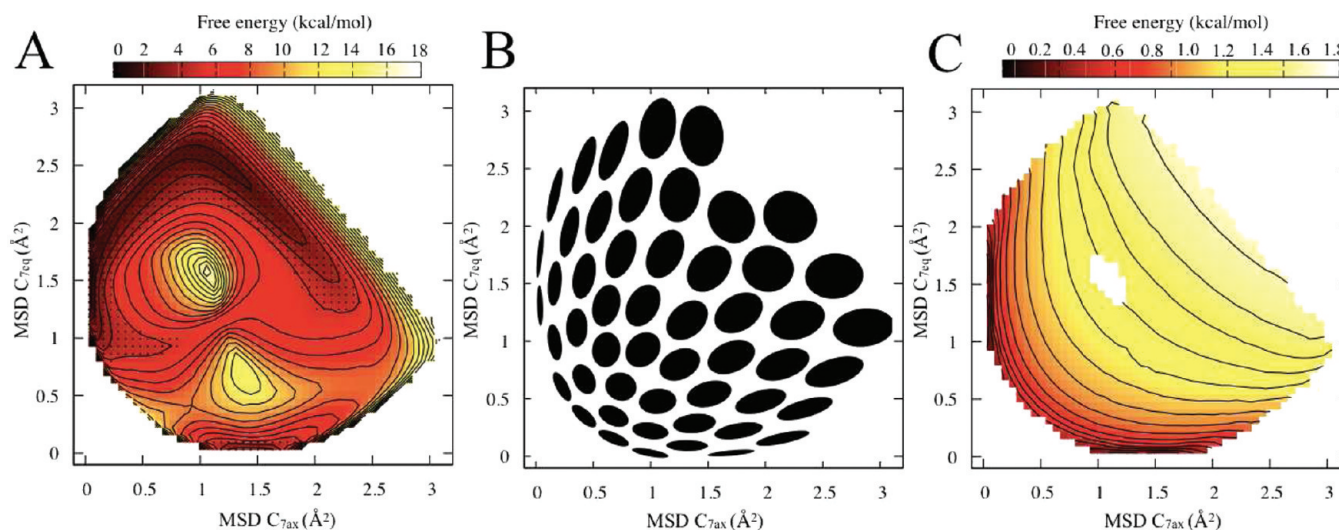 A
Free energy (kcal/mol)
0 2 4 6 8 10 12 14 16 18
MSD C7eq (Å²)
3
2.5
2
1.5
1
0.5
0
0 0.5 1 1.5 2 2.5 3
MSD C7ax (Å²)
B
MSD C7eq (Å²)
3
2.5
2
1.5
1
0.5
0
0 0.5 1 1.5 2 2.5 3
MSD C7ax (Å²)
C
Free energy (kcal/mol)
0 0.2 0.4 0.6 0.8 1.0 1.2 1.4 1.6 1.8
MSD C7eq (Å²)
3
2.5
2
1.5
1
0.5
0
0 0.5 1 1.5 2 2.5 3
MSD C7ax (Å²)